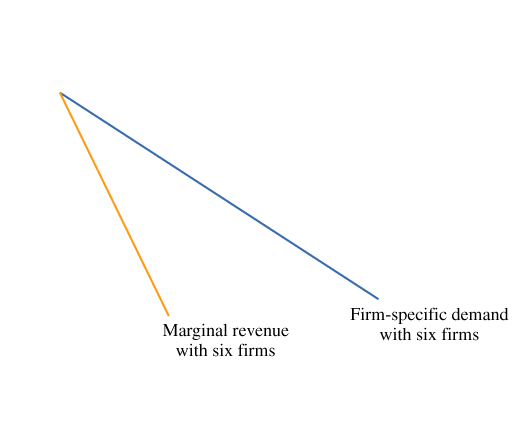 Firm-specific demand
with six firms
Marginal revenue
with six firms